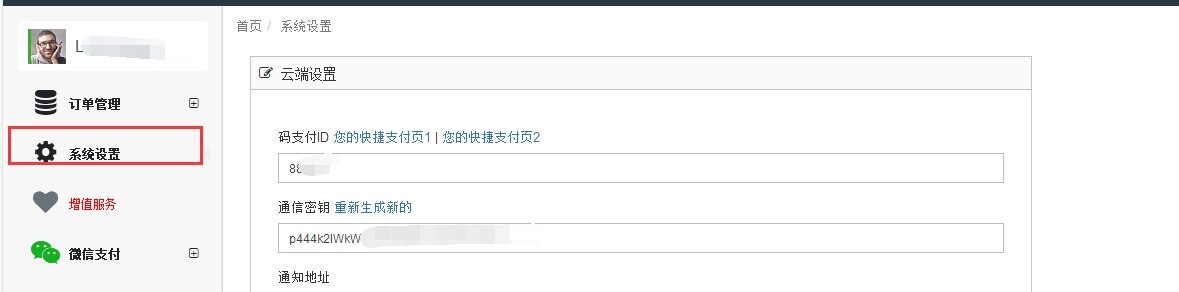 首页 / 系统设置
L
云端设置
订单管理
码支付ID 您的快捷支付页1 | 您的快捷支付页2
系统设置
88
增值服务
通信密钥 重新生成新的
p444k2lWkW
微信支付
通知地址